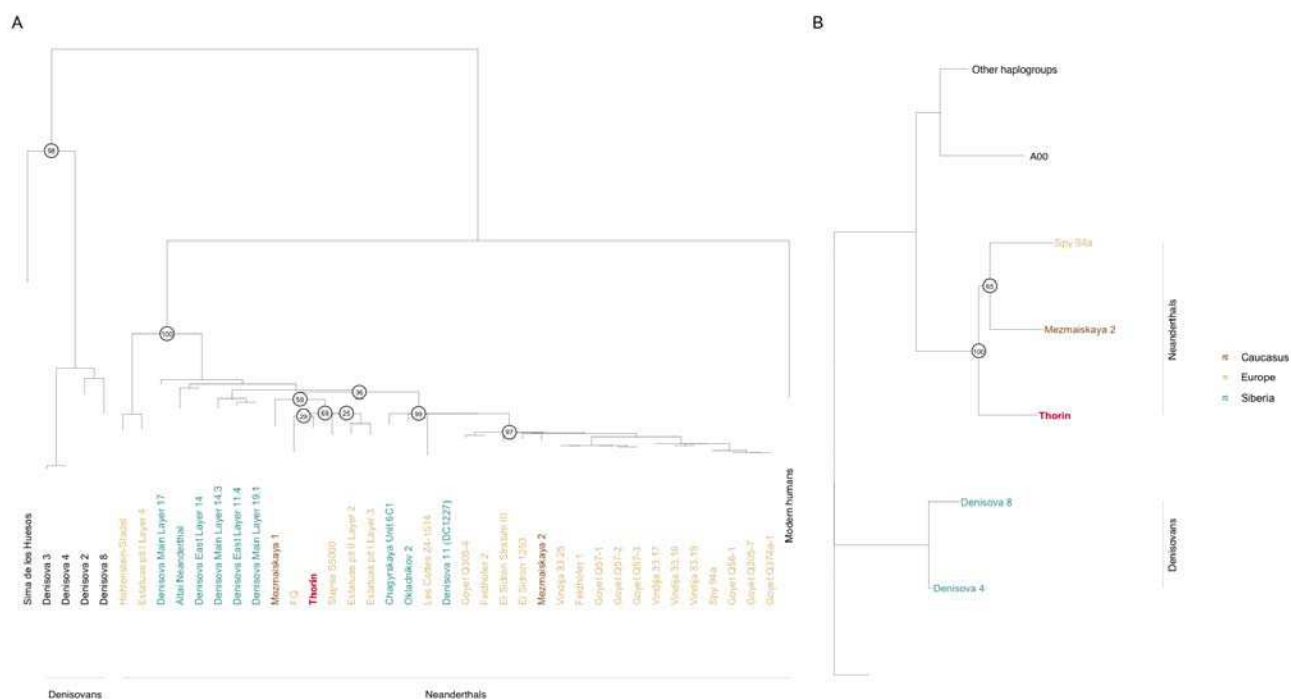 A
B
98
100
96
59
69
25
29
99
97
Sima de los Huesos
Denisova 3
Denisova 4
Denisova 2
Denisova 8
Hohlenstein-Stadel
Estatuas pit I Layer 4
Denisova Main Layer 17
Altai Neanderthal
Denisova East Layer 14
Denisova Main Layer 14.3
Denisova East Layer 11.4
Denisova Main Layer 19.1
Mezmaiskaya 1
FQ
Thorin
Stajnia S5000
Estatuas pit II Layer 2
Estatuas pit I Layer 3
Chagyrskaya Unit 6C1
Okladnikov 2
Les Cottes Z4-1514
Denisova 11 (DC1227)
Goyet Q305-4
Feldhofer 2
El Sidron Stratum III
El Sidron 1253
Mezmaiskaya 2
Vindija 33.25
Feldhofer 1
Goyet Q57-1
Goyet Q57-2
Goyet Q57-3
Vindija 33.17
Vindija 33.16
Vindija 33.19
Spy 94a
Goyet Q56-1
Goyet Q305-7
Goyet Q374a-1
Modern humans
Denisovans
Neanderthals
Other haplogroups
A00
Spy 94a
65
Mezmaiskaya 2
100
Thorin
Denisova 8
Denisova 4
Neanderthals
Denisovans
Caucasus
Europe
Siberia